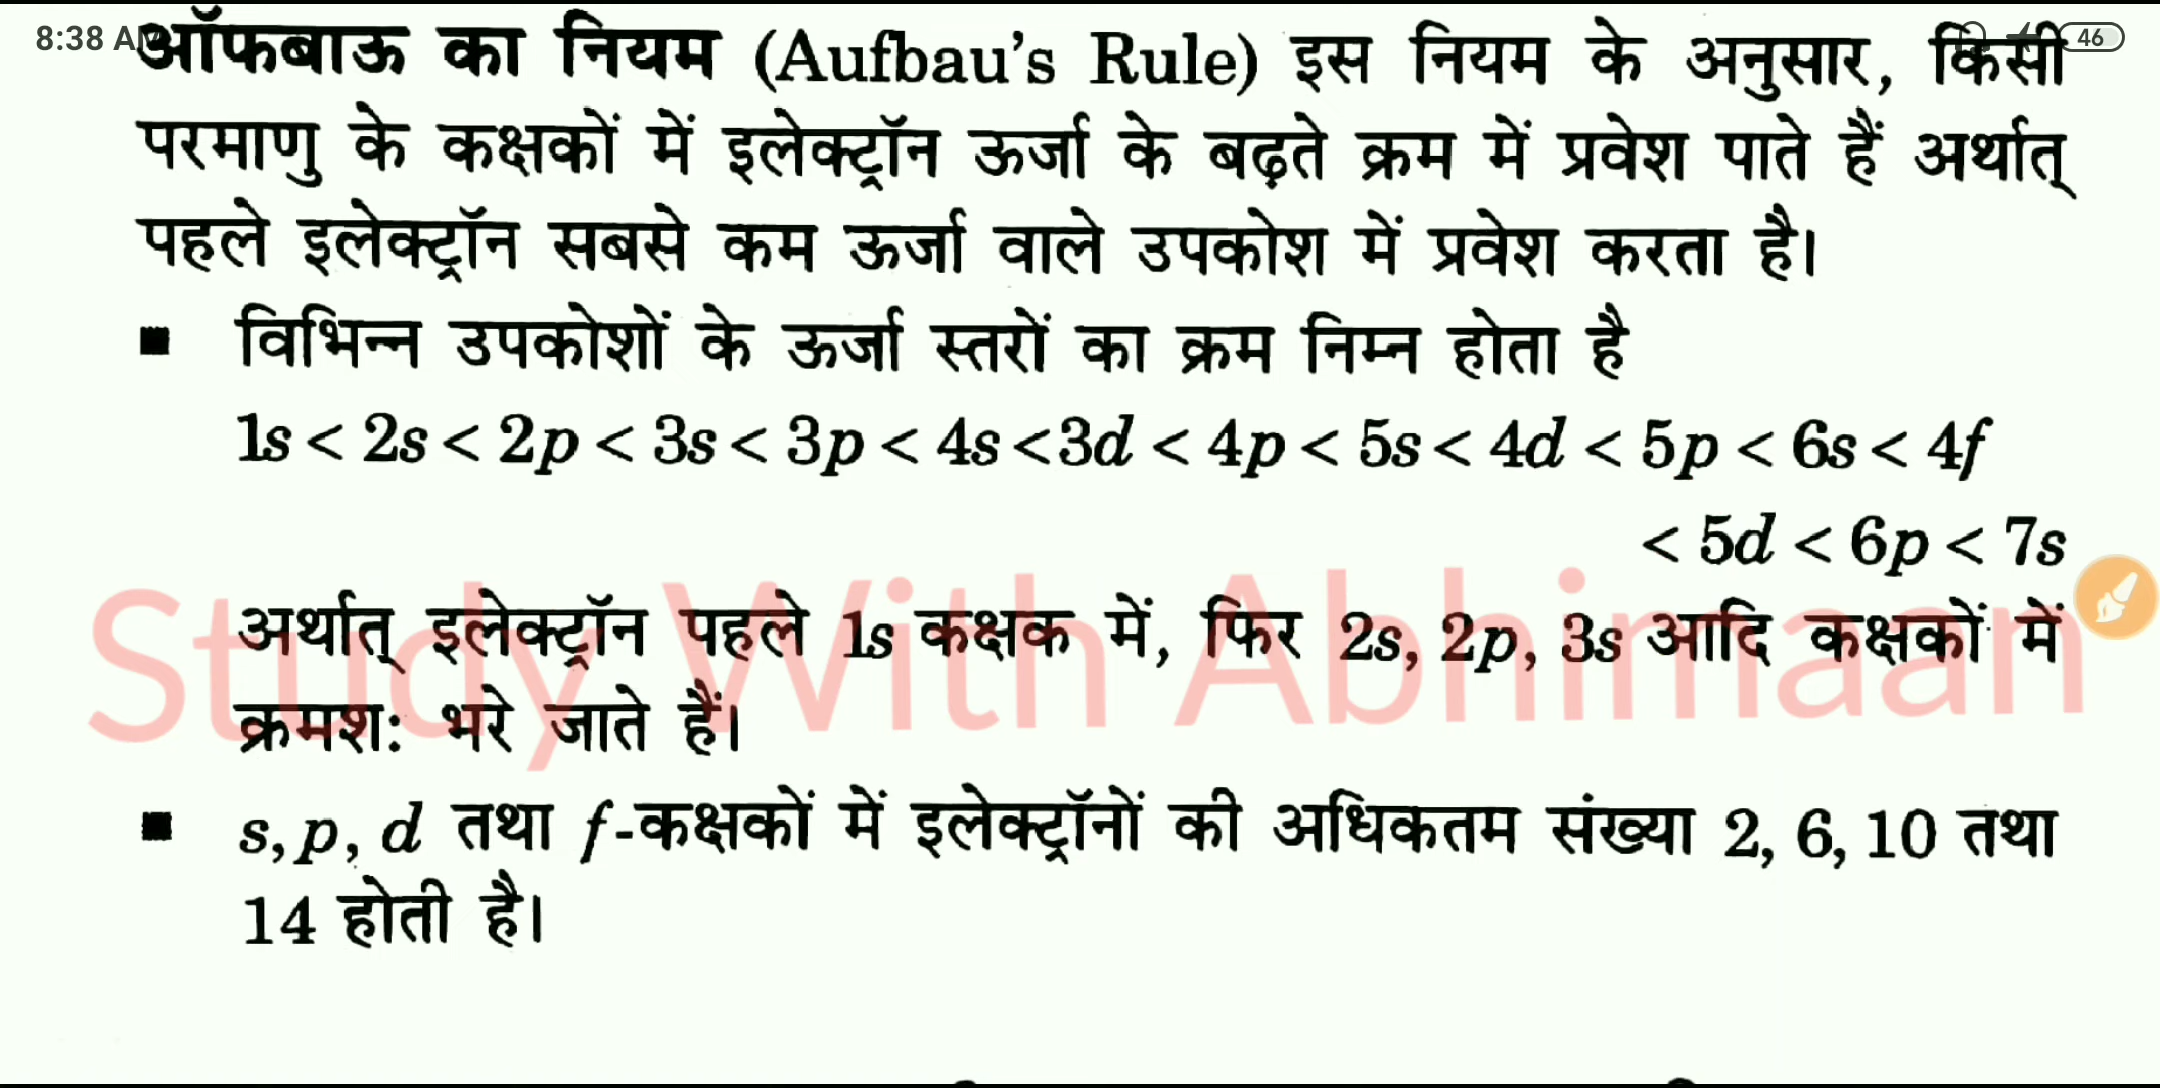 8:38 AM
46
ऑफबाऊ का नियम (Aufbau's Rule) इस नियम के अनुसार, किसी
परमाणु के कक्षकों में इलेक्ट्रॉन ऊर्जा के बढ़ते क्रम में प्रवेश पाते हैं अर्थात्
पहले इलेक्ट्रॉन सबसे कम ऊर्जा वाले उपकोश में प्रवेश करता है।
■ विभिन्न उपकोशों के ऊर्जा स्तरों का क्रम निम्न होता है
1s < 2s < 2p < 3s < 3p < 4s < 3d < 4p < 5s < 4d < 5p < 6s < 4f
< 5d < 6p < 7s
Study With Abhimaan
अर्थात् इलेक्ट्रॉन पहले 1s कक्षक में, फिर 2s, 2p, 3s आदि कक्षकों में
क्रमश: भरे जाते हैं।
■ s, p, d तथा f-कक्षकों में इलेक्ट्रॉनों की अधिकतम संख्या 2, 6, 10 तथा
14 होती है।